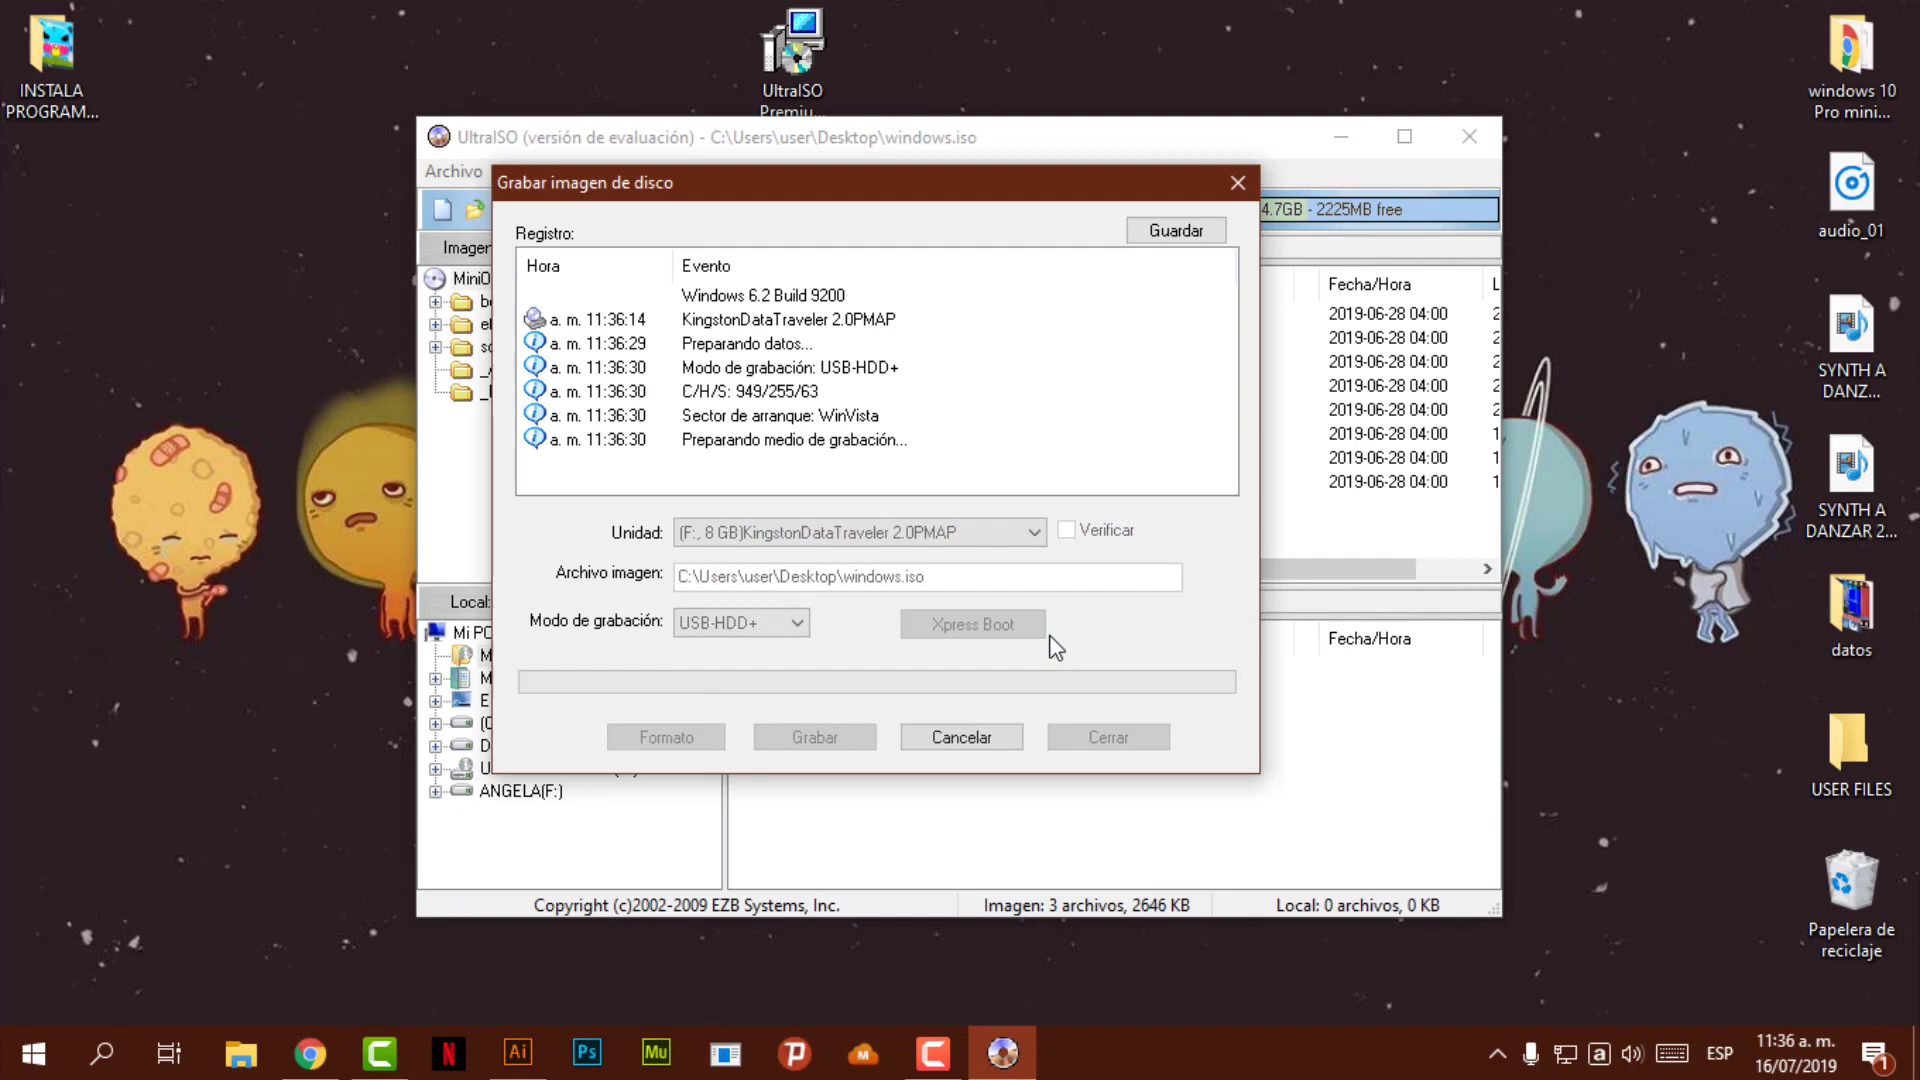 INSTALA
PROGRAM...
UltraISO
Premiu...
windows 10
Pro mini...
audio_01
SYNTH A
DANZ...
SYNTH A
DANZAR 2...
datos
USER FILES
Papelera de
reciclaje
UltraISO (versión de evaluación) - C:\Users\user\Desktop\windows.iso
Archivo
4.7GB - 2225MB free
Imagen
MiniO
Fecha/Hora
2019-06-28 04:00
2019-06-28 04:00
2019-06-28 04:00
2019-06-28 04:00
2019-06-28 04:00
2019-06-28 04:00
2019-06-28 04:00
2019-06-28 04:00
Grabar imagen de disco
Registro:
Guardar
Hora Evento
Windows 6.2 Build 9200
a. m. 11:36:14 KingstonDataTraveler 2.0PMAP
a. m. 11:36:29 Preparando datos...
a. m. 11:36:30 Modo de grabación: USB-HDD+
a. m. 11:36:30 C/H/S: 949/255/63
a. m. 11:36:30 Sector de arranque: WinVista
a. m. 11:36:30 Preparando medio de grabación...
Unidad: (F:, 8 GB)KingstonDataTraveler 2.0PMAP Verificar
Archivo imagen: C:\Users\user\Desktop\windows.iso
Modo de grabación: USB-HDD+ Xpress Boot
Formato Grabar Cancelar Cerrar
Local:
Mi PC
Fecha/Hora
ANGELA(F:)
Copyright (c)2002-2009 EZB Systems, Inc. Imagen: 3 archivos, 2646 KB Local: 0 archivos, 0 KB
N Ai Ps Mu
ESP
11:36 a. m.
16/07/2019
1